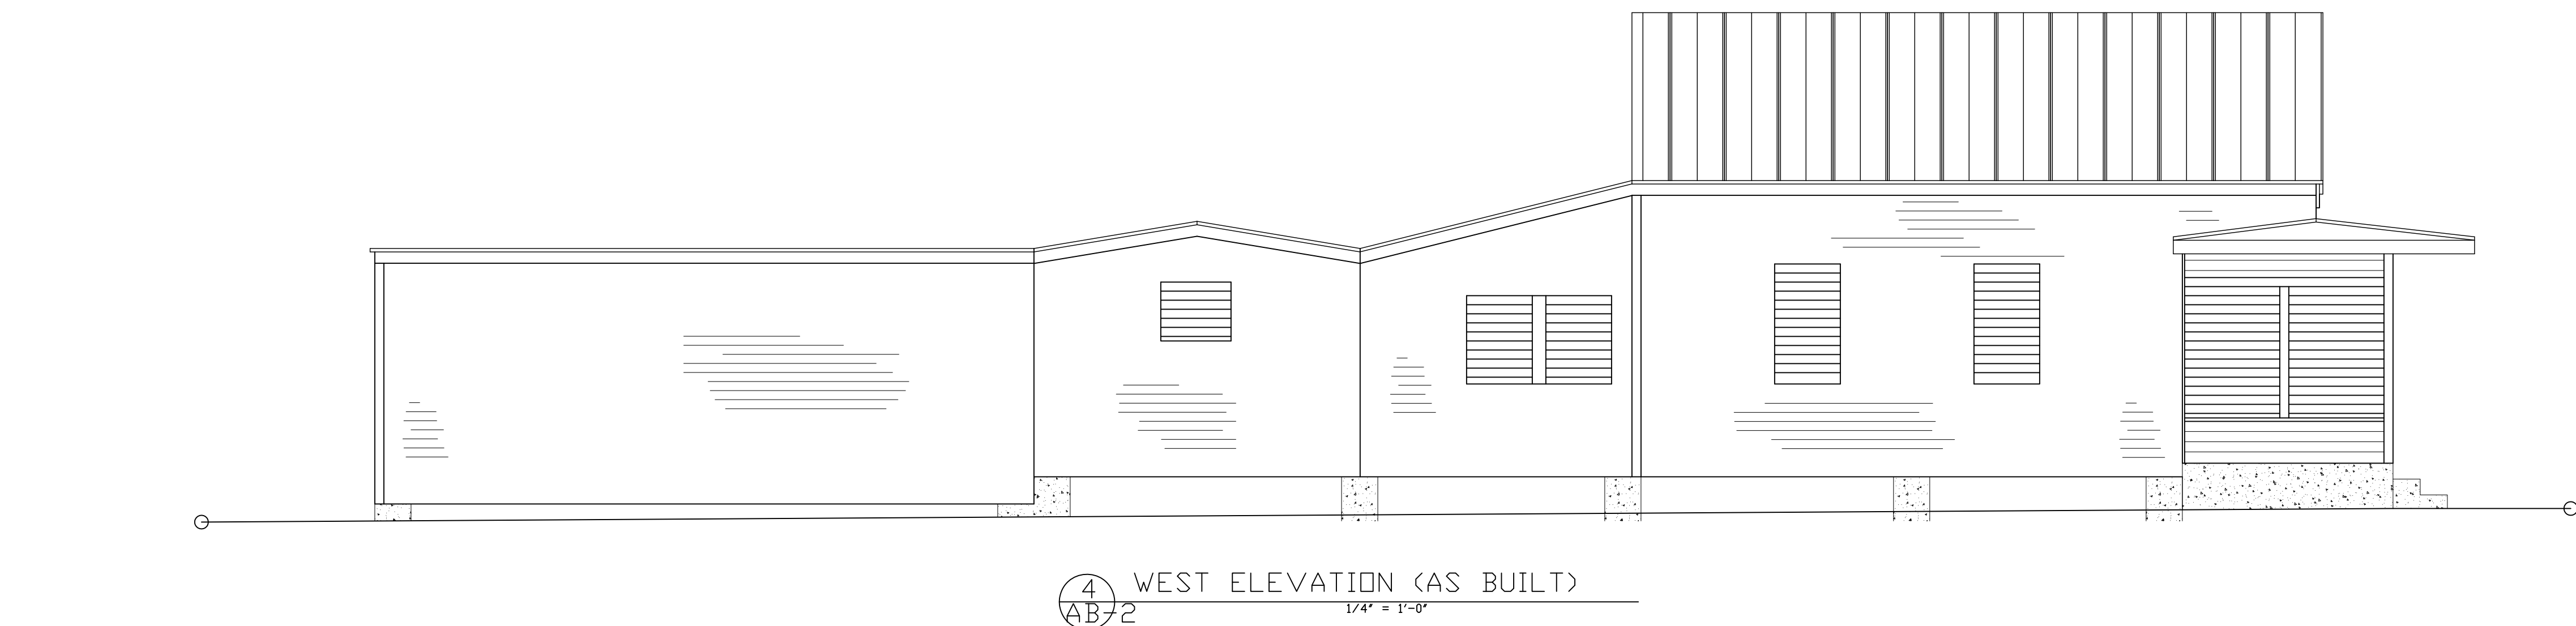 4
WEST ELEVATION (AS BUILT)
AB-2
1/4" = 1'-0"